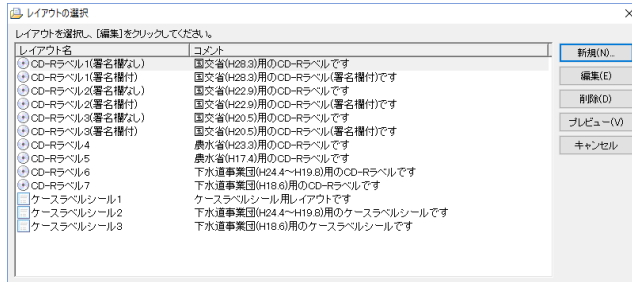 レイアウトの選択
レイアウトを選択し、[編集]をクリックしてください。
レイアウト名 コメント
CD-Rラベル1(署名欄なし) 国交省(H28.3)用のCD-Rラベルです
CD-Rラベル1(署名欄付) 国交省(H28.3)用のCD-Rラベル(署名欄付)です
CD-Rラベル2(署名欄なし) 国交省(H22.9)用のCD-Rラベルです
CD-Rラベル2(署名欄付) 国交省(H22.9)用のCD-Rラベル(署名欄付)です
CD-Rラベル3(署名欄なし) 国交省(H20.5)用のCD-Rラベルです
CD-Rラベル3(署名欄付) 国交省(H20.5)用のCD-Rラベル(署名欄付)です
CD-Rラベル4 農水省(H23.3)用のCD-Rラベルです
CD-Rラベル5 農水省(H17.4)用のCD-Rラベルです
CD-Rラベル6 下水道事業団(H24.4～H19.8)用のCD-Rラベルです
CD-Rラベル7 下水道事業団(H18.6)用のCD-Rラベルです
ケースラベルシール1 ケースラベルシール用レイアウトです
ケースラベルシール2 下水道事業団(H24.4～H19.8)用のケースラベルシールです
ケースラベルシール3 下水道事業団(H18.6)用のケースラベルシールです
新規(N)...
編集(E)
削除(D)
プレビュー(V)
キャンセル